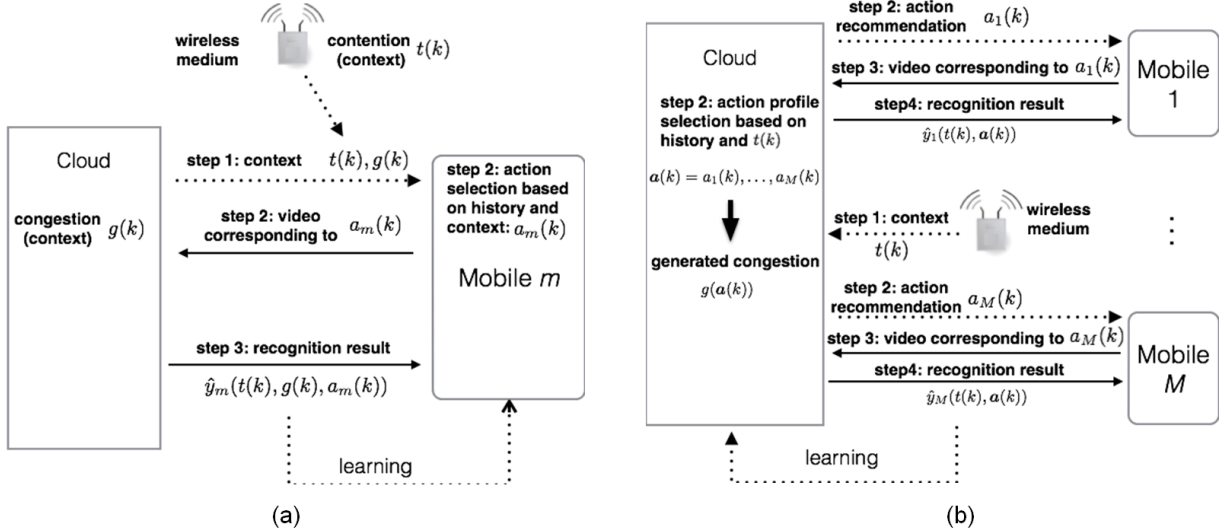 wireless
medium
contention t(k)
(context)
Cloud
congestion g(k)
(context)
step 1: context t(k), g(k)
step 2: video
corresponding to a_m(k)
step 2: action
selection based
on history and
context: a_m(k)
Mobile m
step 3: recognition result
ŷ_m(t(k), g(k), a_m(k))
learning
(a)
Cloud
step 2: action profile
selection based on
history and t(k)
a(k) = a_1(k), ..., a_M(k)
generated congestion
g(a(k))
step 2: action
recommendation a_1(k)
step 3: video corresponding to a_1(k)
step4: recognition result
ŷ_1(t(k), a(k))
Mobile
1
step 1: context
t(k)
wireless
medium
⋮
step 2: action
recommendation a_M(k)
step 3: video corresponding to a_M(k)
step4: recognition result
ŷ_M(t(k), a(k))
Mobile
M
learning
(b)